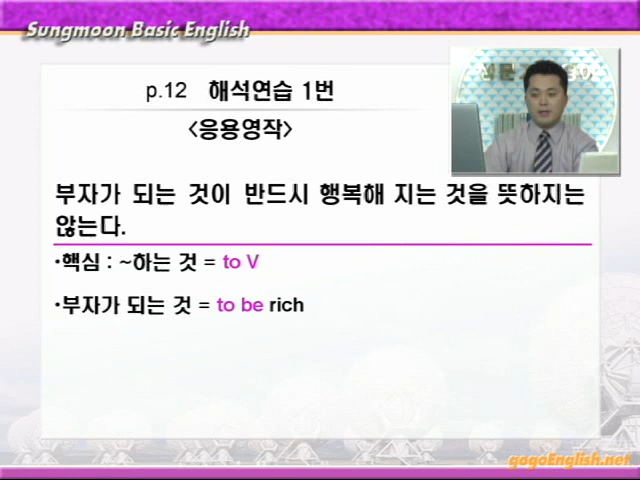 Sungmoon Basic English
p.12 해석연습 1번
<응용영작>
부자가 되는 것이 반드시 행복해 지는 것을 뜻하지는
않는다.
•핵심 : ~하는 것 = to V
•부자가 되는 것 = to be rich
gogoEnglish.net